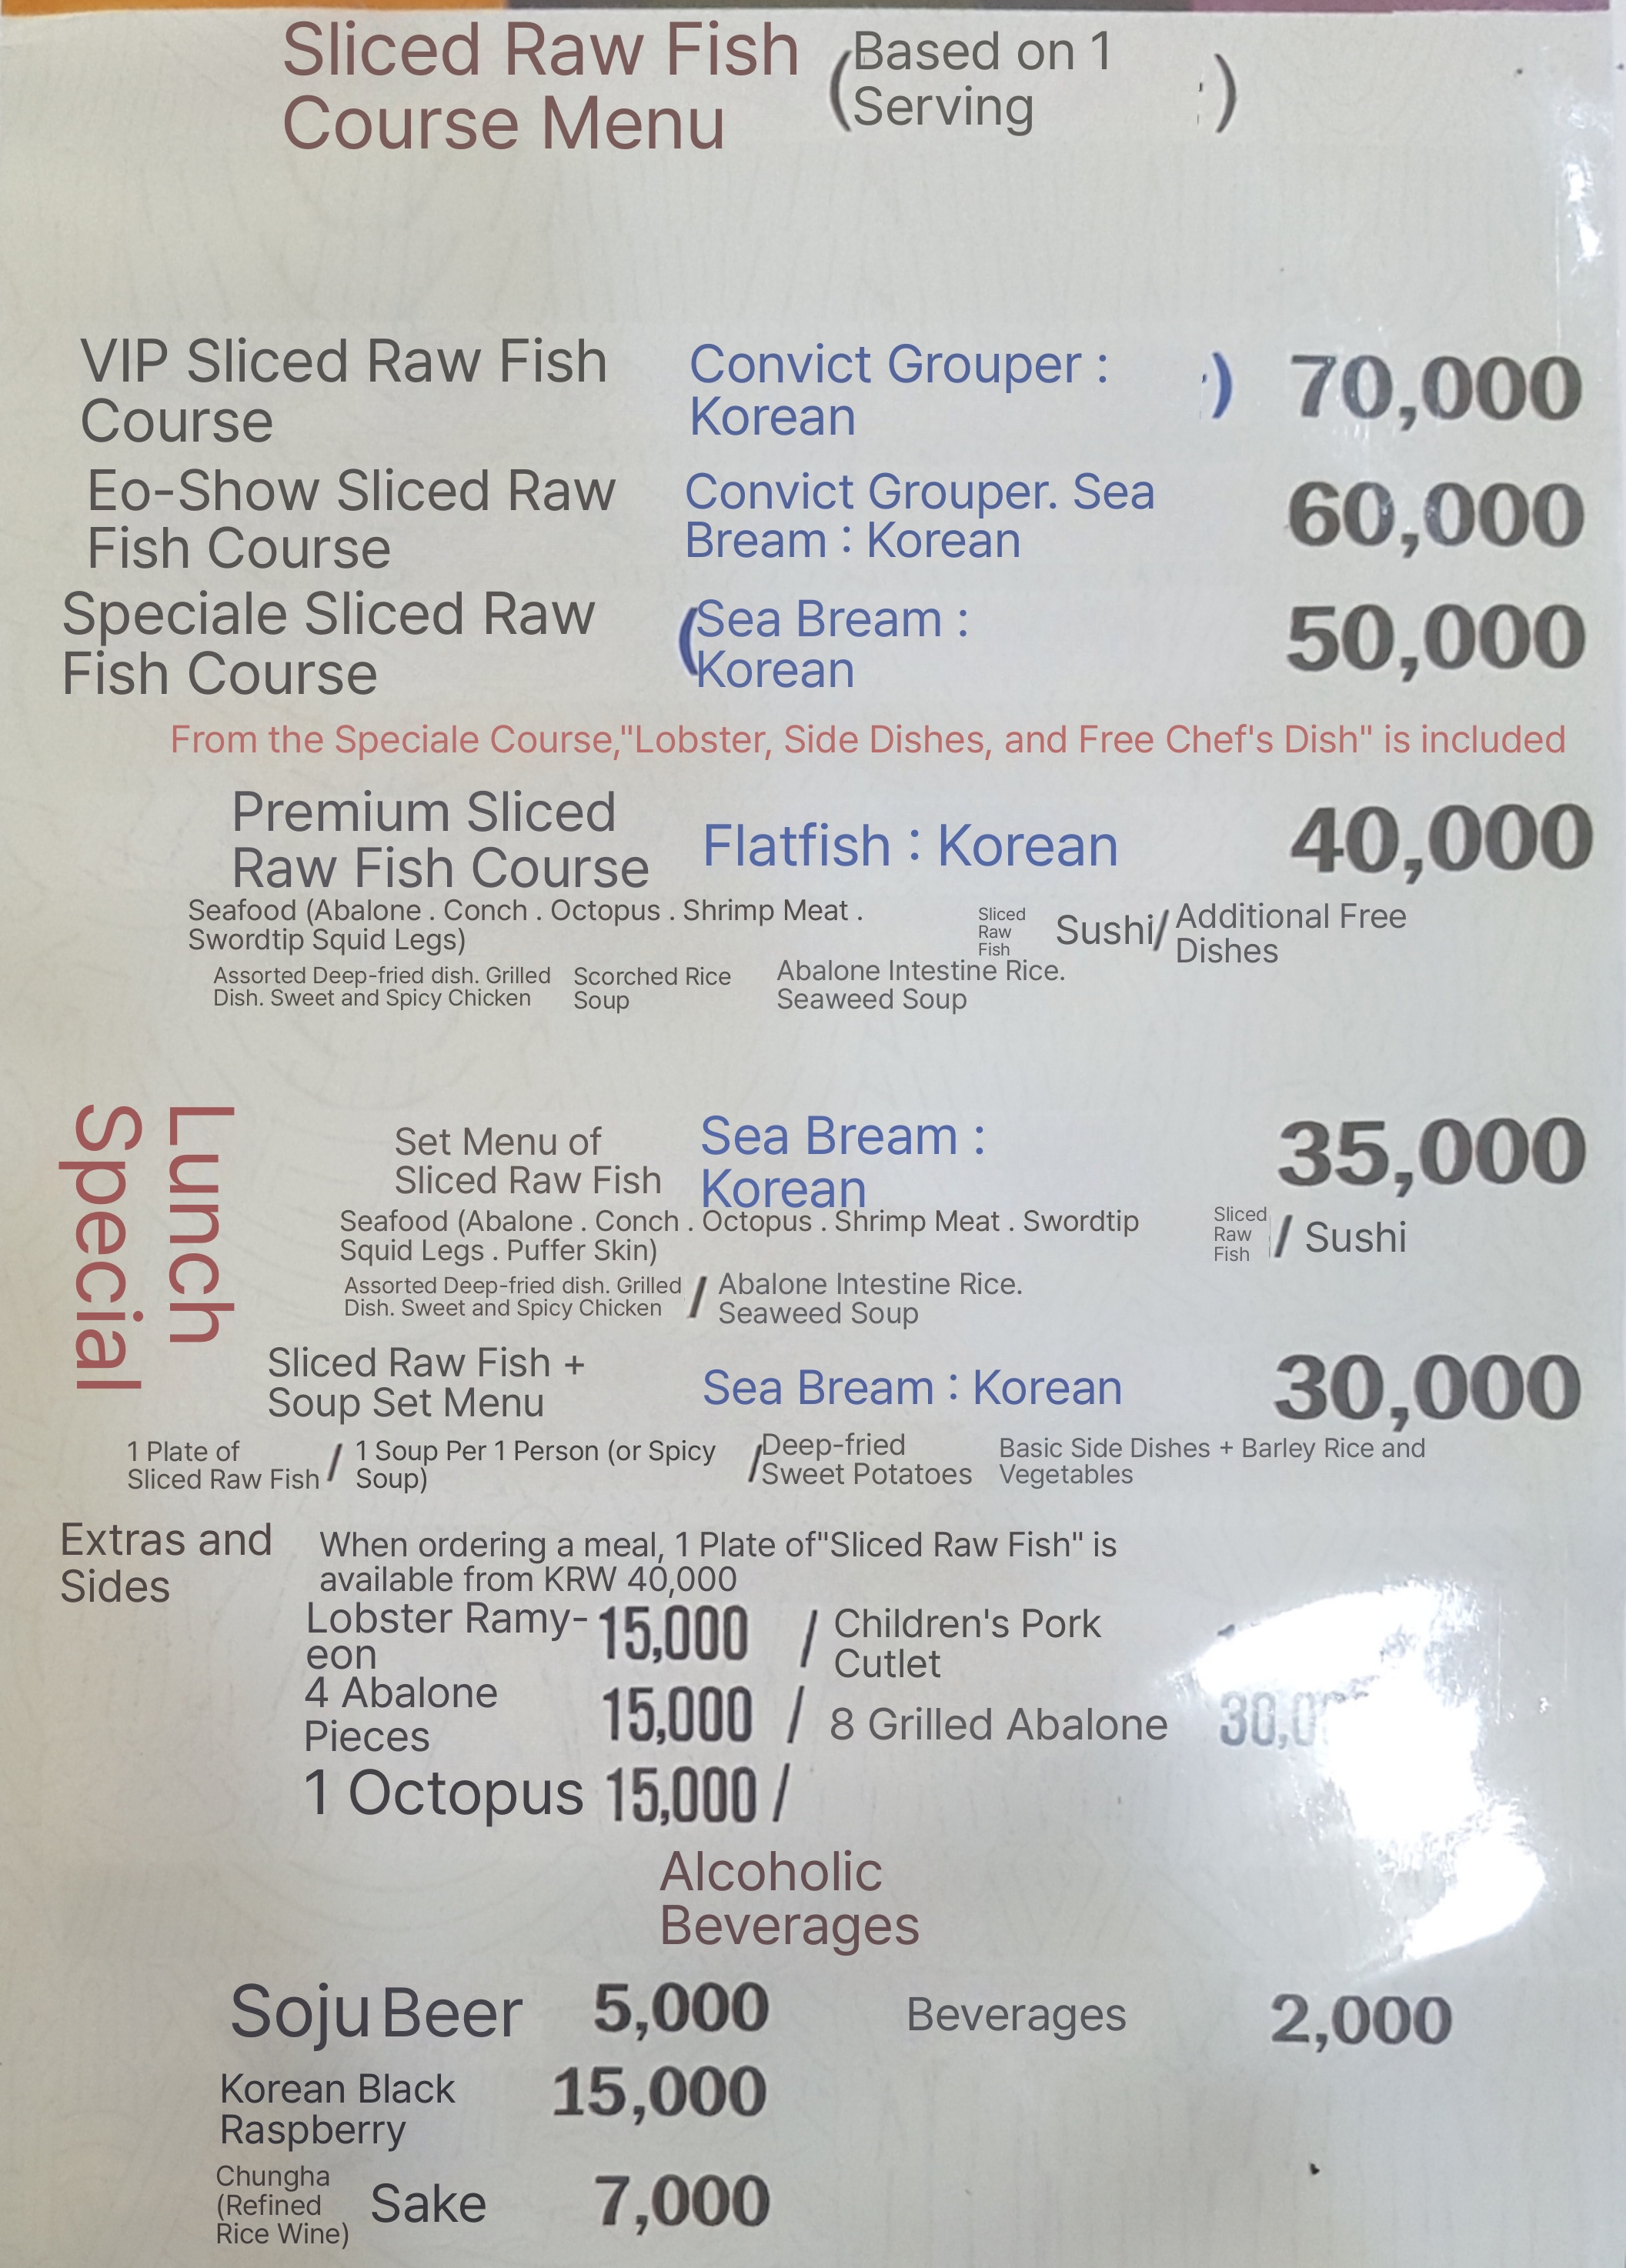 Sliced Raw Fish
Course Menu
(Based on 1
Serving )
VIP Sliced Raw Fish
Course
Convict Grouper :
Korean ) 70,000
Eo-Show Sliced Raw
Fish Course
Convict Grouper. Sea
Bream : Korean
60,000
Speciale Sliced Raw
Fish Course
(Sea Bream :
Korean
50,000
From the Speciale Course,"Lobster, Side Dishes, and Free Chef's Dish" is included
Premium Sliced
Raw Fish Course
Flatfish : Korean 40,000
Seafood (Abalone . Conch . Octopus . Shrimp Meat .
Swordtip Squid Legs)
Sliced
Raw
Fish
Sushi/
Additional Free
Dishes
Assorted Deep-fried dish. Grilled
Dish. Sweet and Spicy Chicken
Scorched Rice
Soup
Abalone Intestine Rice.
Seaweed Soup
Lunch
Special
Set Menu of
Sliced Raw Fish
Sea Bream :
Korean
35,000
Seafood (Abalone . Conch . Octopus . Shrimp Meat . Swordtip
Squid Legs . Puffer Skin)
Sliced
Raw
Fish
/ Sushi
Assorted Deep-fried dish. Grilled
Dish. Sweet and Spicy Chicken
/ Abalone Intestine Rice.
Seaweed Soup
Sliced Raw Fish +
Soup Set Menu
Sea Bream : Korean 30,000
1 Plate of
Sliced Raw Fish /
1 Soup Per 1 Person (or Spicy
Soup)
/Deep-fried
Sweet Potatoes
Basic Side Dishes + Barley Rice and
Vegetables
Extras and
Sides
When ordering a meal, 1 Plate of"Sliced Raw Fish" is
available from KRW 40,000
Lobster Ramy-
eon
15,000 /
Children's Pork
Cutlet
4 Abalone
Pieces
15,000 / 8 Grilled Abalone
1 Octopus 15,000 /
Alcoholic
Beverages
Soju Beer 5,000
Beverages 2,000
Korean Black
Raspberry
15,000
Chungha
(Refined
Rice Wine)
Sake 7,000